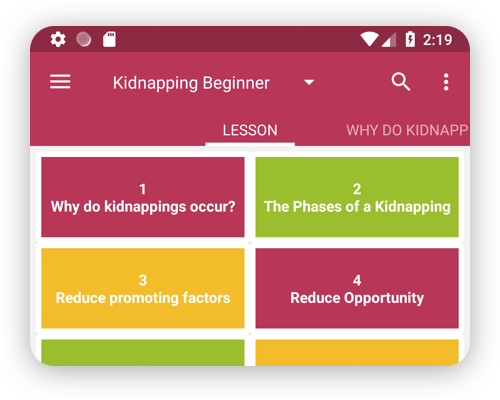 2:19
Kidnapping Beginner
LESSON
WHY DO KIDNAPP
1
Why do kidnappings occur?
2
The Phases of a Kidnapping
3
Reduce promoting factors
4
Reduce Opportunity